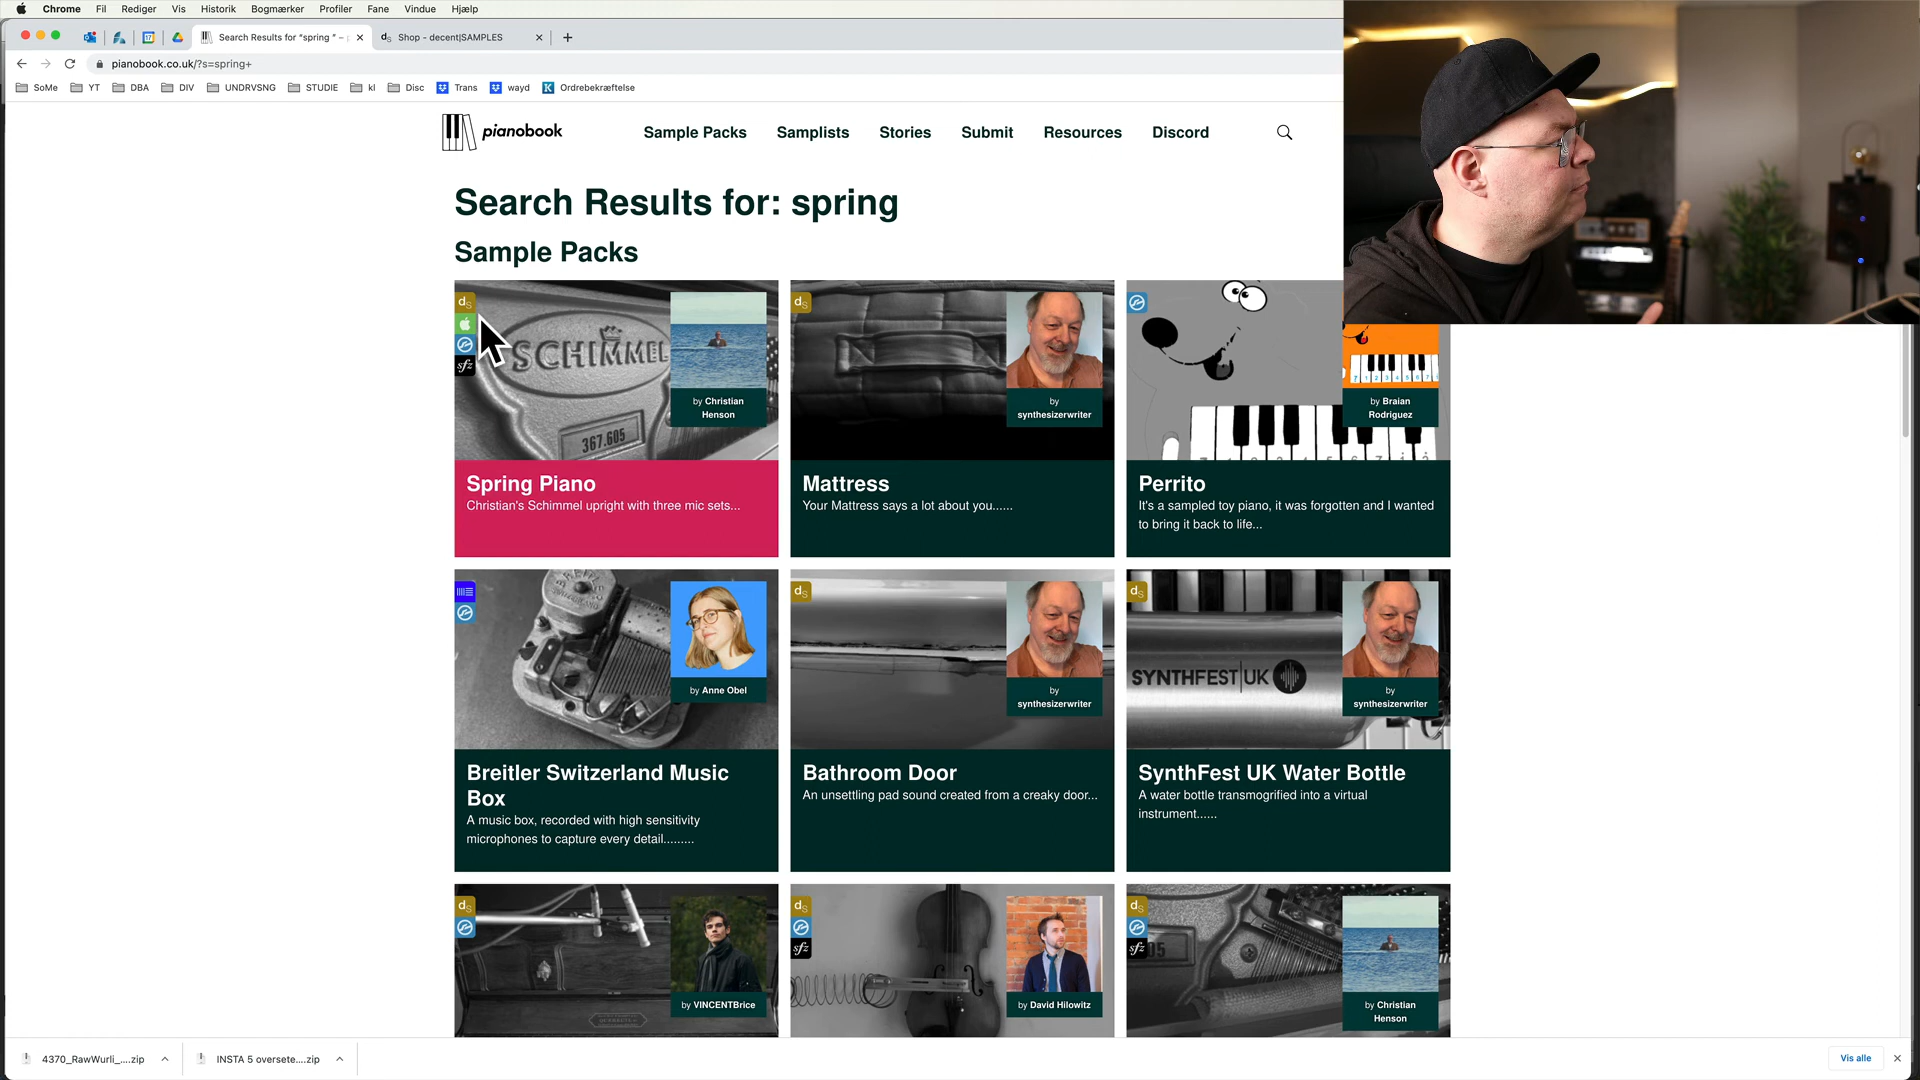 Chrome Fil Rediger Vis Historik Bogmærker Profiler Fane Vindue Hjælp
17 Search Results for “spring ” – Shop - decent|SAMPLES
pianobook.co.uk/?s=spring+
SoMe YT DBA DIV UNDRVSNG STUDIE kl Disc Trans wayd Ordrebekræftelse
pianobook Sample Packs Samplists Stories Submit Resources Discord
Search Results for: spring
Sample Packs
sfz
SCHIMMEL
367.605
by Christian
Henson
Spring Piano
Christian's Schimmel upright with three mic sets...
by
synthesizerwriter
Mattress
Your Mattress says a lot about you......
by Braian
Rodriguez
Perrito
It's a sampled toy piano, it was forgotten and I wanted
to bring it back to life...
by Anne Obel
Breitler Switzerland Music
Box
A music box, recorded with high sensitivity
microphones to capture every detail.........
by
synthesizerwriter
Bathroom Door
An unsettling pad sound created from a creaky door...
SYNTHFEST|UK
by
synthesizerwriter
SynthFest UK Water Bottle
A water bottle transmogrified into a virtual
instrument......
by VINCENTBrice
sfz
by David Hilowitz
sfz
by Christian
Henson
4370_RawWurli_....zip INSTA 5 oversete....zip Vis alle